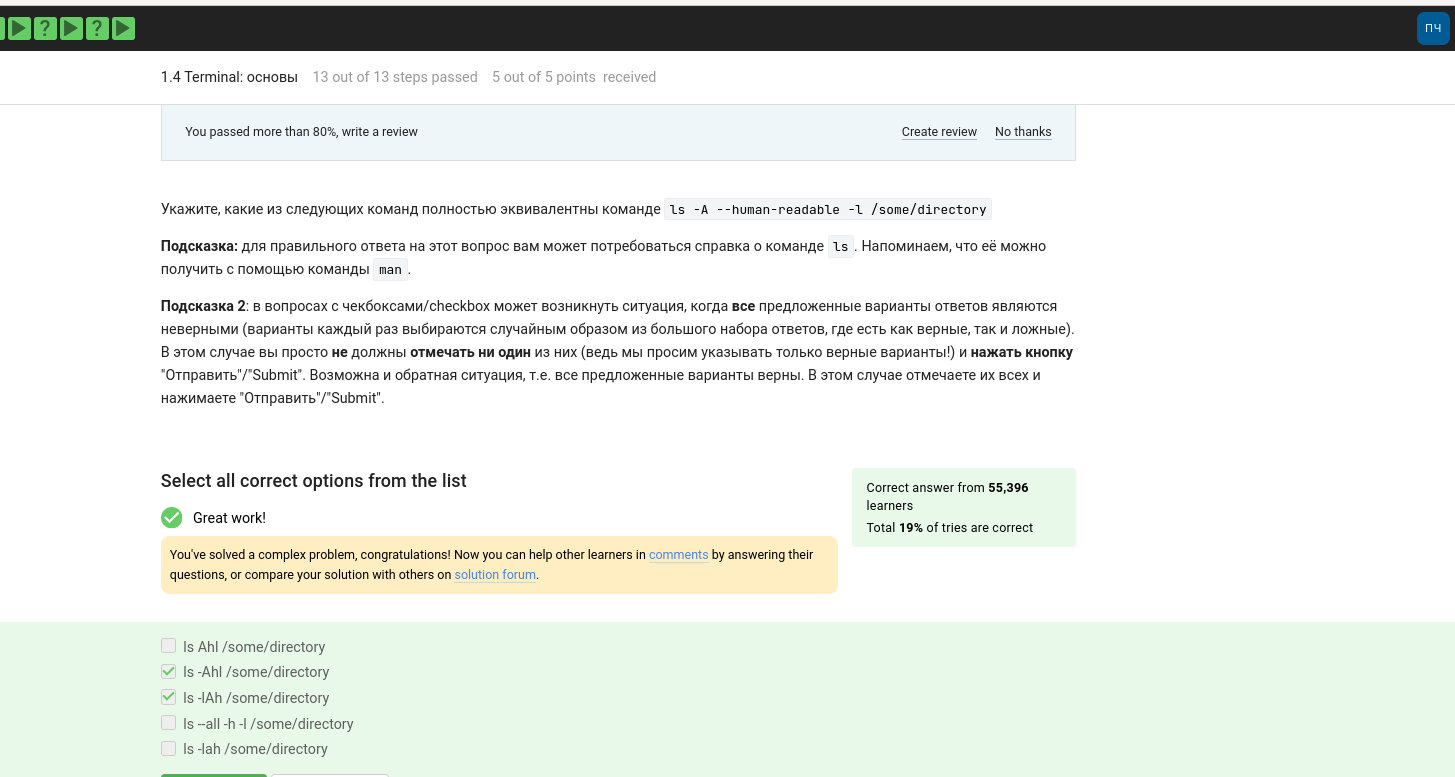 ? ?
ПЧ
1.4 Terminal: основы 13 out of 13 steps passed 5 out of 5 points received
You passed more than 80%, write a review Create review No thanks
Укажите, какие из следующих команд полностью эквивалентны команде ls -A --human-readable -l /some/directory
Подсказка: для правильного ответа на этот вопрос вам может потребоваться справка о команде ls . Напоминаем, что её можно
получить с помощью команды man .
Подсказка 2: в вопросах с чекбоксами/checkbox может возникнуть ситуация, когда все предложенные варианты ответов являются
неверными (варианты каждый раз выбираются случайным образом из большого набора ответов, где есть как верные, так и ложные).
В этом случае вы просто не должны отмечать ни один из них (ведь мы просим указывать только верные варианты!) и нажать кнопку
"Отправить"/"Submit". Возможна и обратная ситуация, т.е. все предложенные варианты верны. В этом случае отмечаете их всех и
нажимаете "Отправить"/"Submit".
Select all correct options from the list
Great work!
You've solved a complex problem, congratulations! Now you can help other learners in comments by answering their
questions, or compare your solution with others on solution forum.
Correct answer from 55,396
learners
Total 19% of tries are correct
ls Ahl /some/directory
ls -Ahl /some/directory
ls -lAh /some/directory
ls --all -h -l /some/directory
ls -lah /some/directory